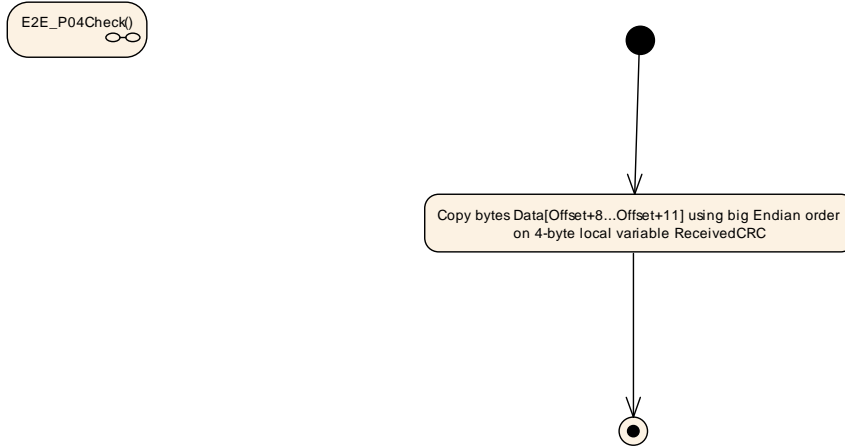 E2E_P04Check()
Copy bytes Data[Offset+8...Offset+11] using big Endian order
on 4-byte local variable ReceivedCRC